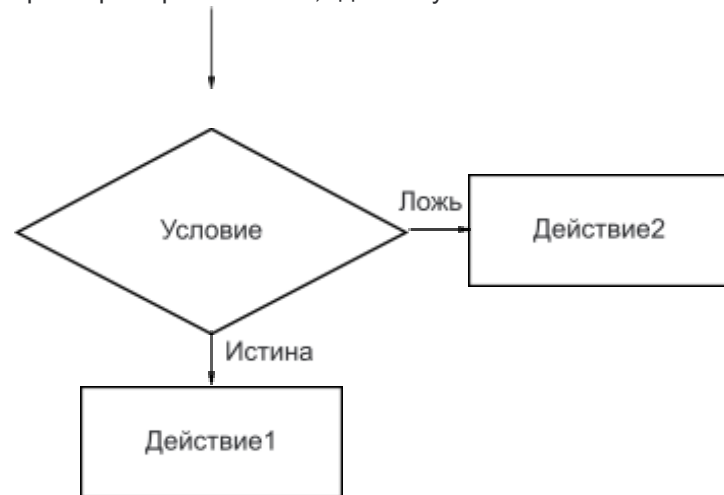 Условие
Ложь
Действие2
Истина
Действие1